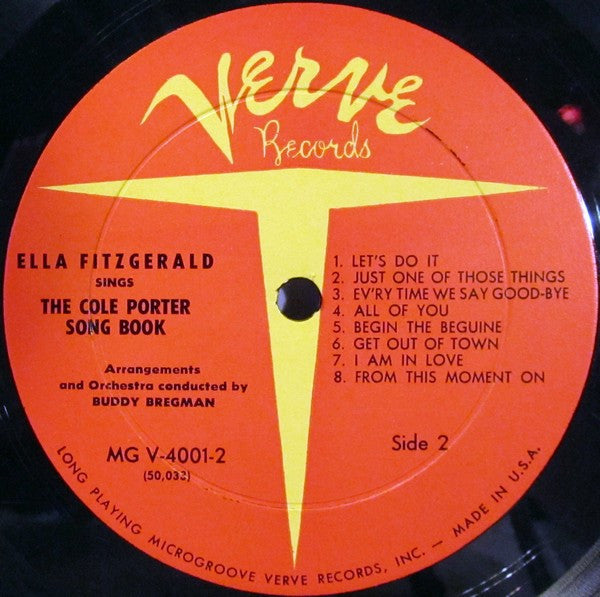 Verve
Records
ELLA FITZGERALD
SINGS
THE COLE PORTER
SONG BOOK
Arrangements
and Orchestra conducted by
BUDDY BREGMAN
MG V-4001-2
(50,033)
1. LET'S DO IT
2. JUST ONE OF THOSE THINGS
3. EV'RY TIME WE SAY GOOD-BYE
4. ALL OF YOU
5. BEGIN THE BEGUINE
6. GET OUT OF TOWN
7. I AM IN LOVE
8. FROM THIS MOMENT ON
Side 2
LONG PLAYING MICROGROOVE VERVE RECORDS, INC. — MADE IN U.S.A.